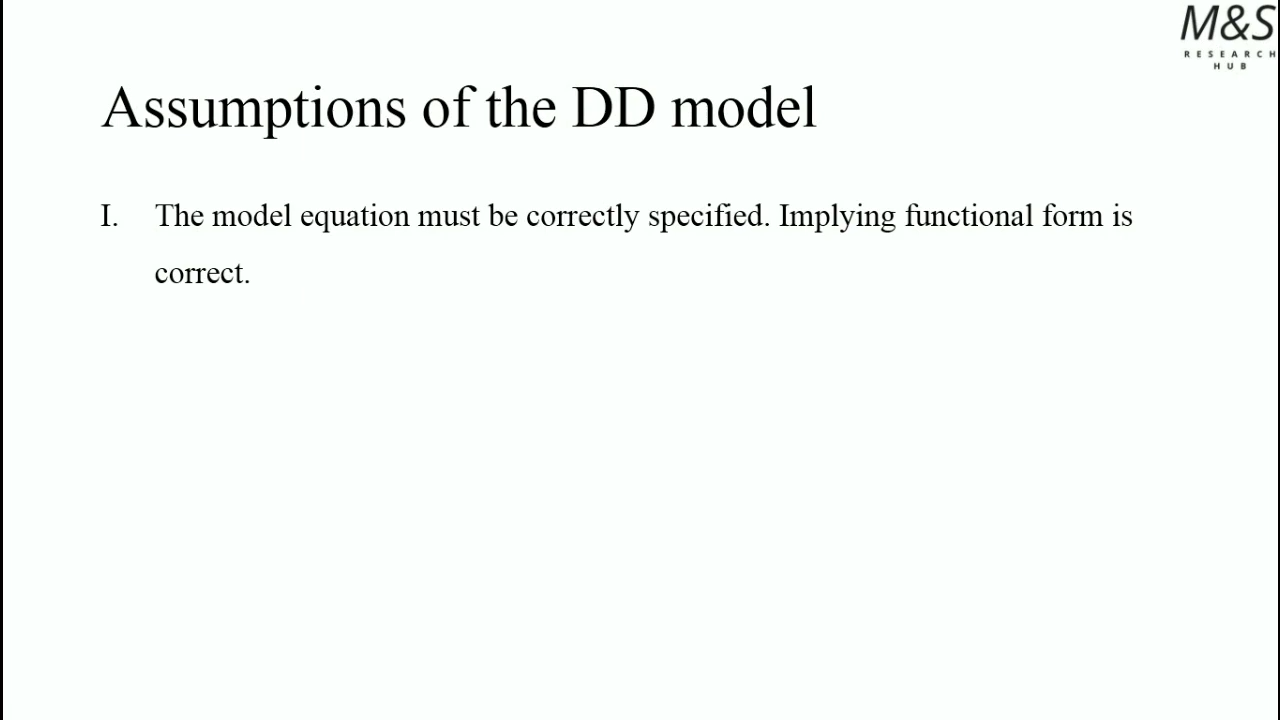 M&S
RESEARCH
HUB
Assumptions of the DD model
I. The model equation must be correctly specified. Implying functional form is
correct.